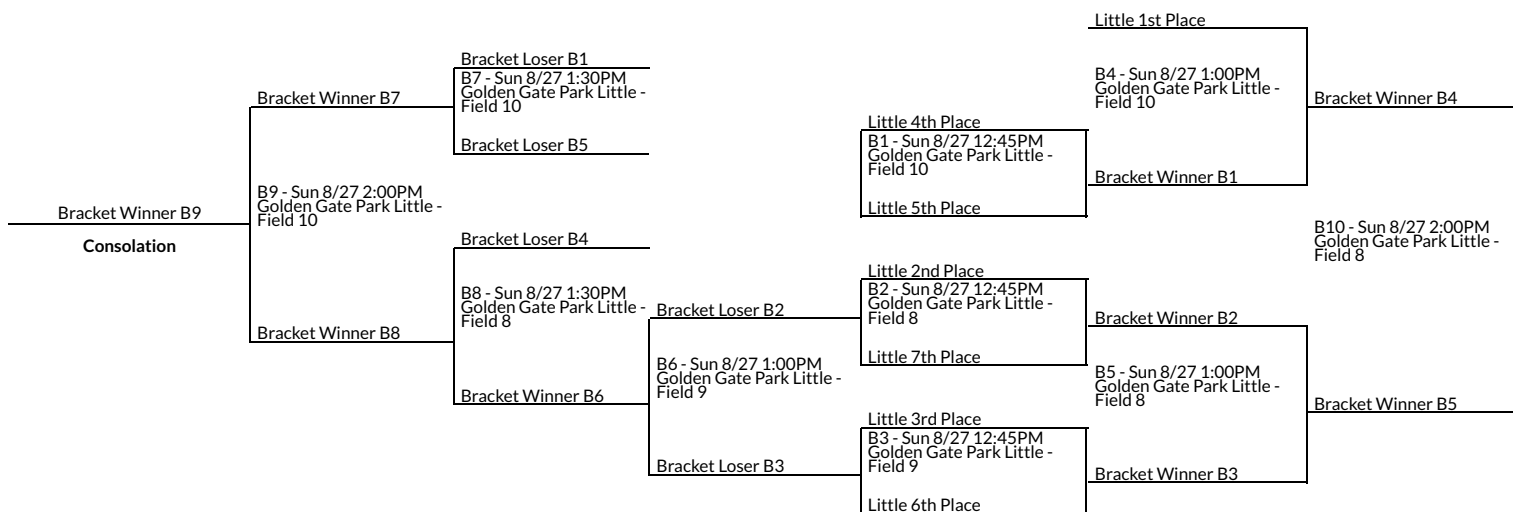 Little 1st Place
Bracket Loser B1
B7 - Sun 8/27 1:30PM
Golden Gate Park Little -
Field 10
B4 - Sun 8/27 1:00PM
Golden Gate Park Little -
Field 10
Bracket Winner B7
Bracket Winner B4
Little 4th Place
B1 - Sun 8/27 12:45PM
Golden Gate Park Little -
Field 10
Bracket Loser B5
Bracket Winner B1
B9 - Sun 8/27 2:00PM
Golden Gate Park Little -
Field 10
Bracket Winner B9
Little 5th Place
Consolation
Bracket Loser B4
B10 - Sun 8/27 2:00PM
Golden Gate Park Little -
Field 8
Little 2nd Place
B2 - Sun 8/27 12:45PM
Golden Gate Park Little -
Field 8
B8 - Sun 8/27 1:30PM
Golden Gate Park Little -
Field 8
Bracket Loser B2
Bracket Winner B2
Bracket Winner B8
Little 7th Place
B6 - Sun 8/27 1:00PM
Golden Gate Park Little -
Field 9
B5 - Sun 8/27 1:00PM
Golden Gate Park Little -
Field 8
Bracket Winner B6
Bracket Winner B5
Little 3rd Place
B3 - Sun 8/27 12:45PM
Golden Gate Park Little -
Field 9
Bracket Loser B3
Bracket Winner B3
Little 6th Place